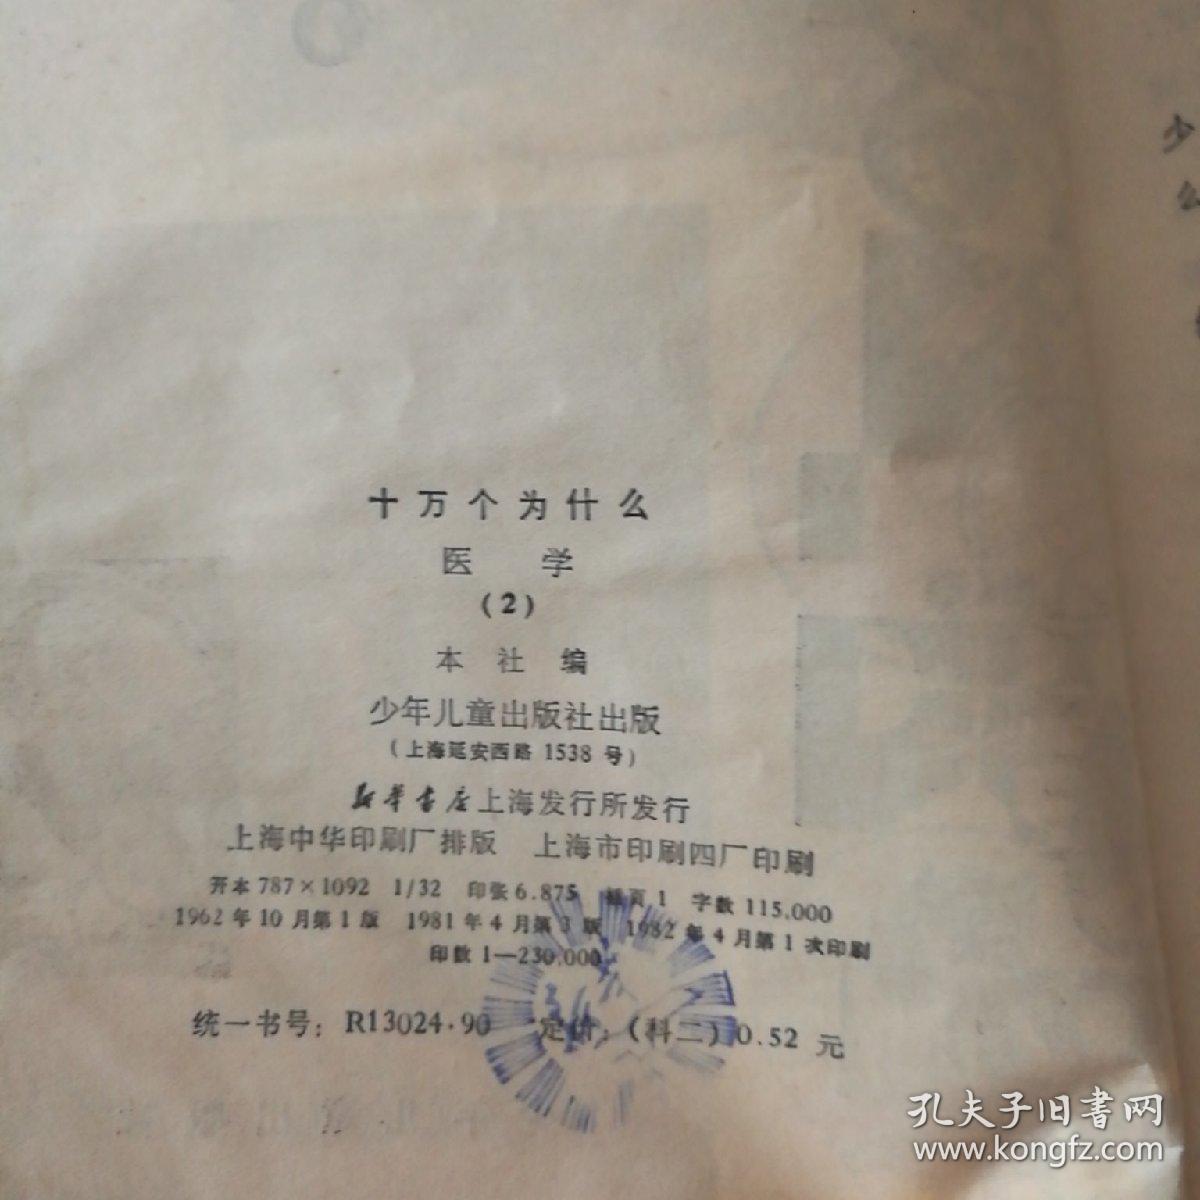 十万个为什么
医 学
(2)
本社编
少年儿童出版社出版
(上海延安西路 1538 号)
新华书店上海发行所发行
上海中华印刷厂排版 上海市印刷四厂印刷
开本 787×1092 1/32 印张 6.875 插页 1 字数 115,000
1962 年 10 月第 1 版 1981 年 4 月第 3 版 1982 年 4 月第 1 次印刷
印数 1—230,000
统一书号：R13024·90 定价：(科二) 0.52 元
少
么
孔夫子旧书网
www.kongfz.com